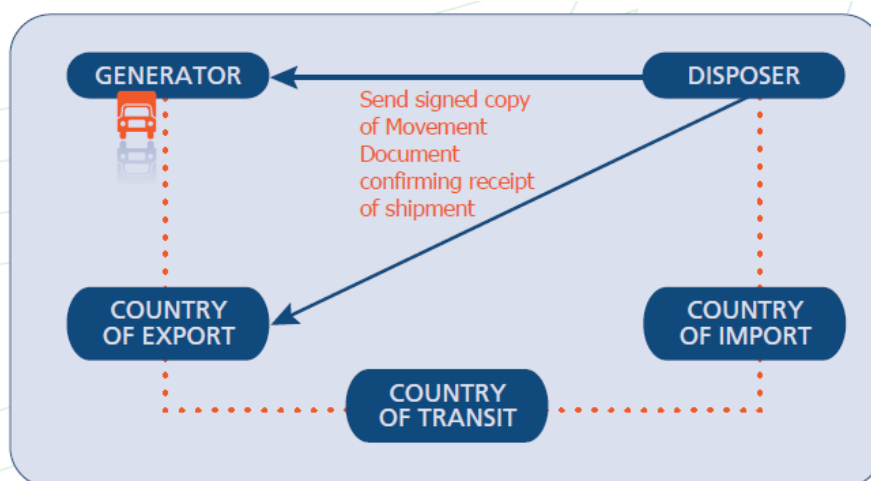 GENERATOR
DISPOSER
Send signed copy
of Movement
Document
confirming receipt
of shipment
COUNTRY
OF EXPORT
COUNTRY
OF IMPORT
COUNTRY
OF TRANSIT